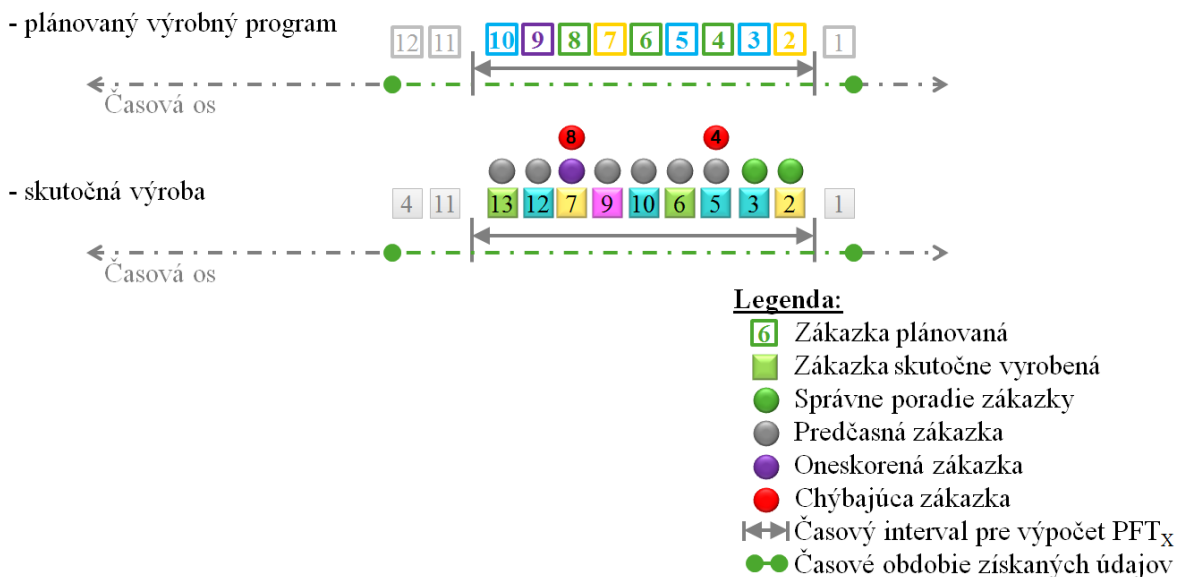 - plánovaný výrobný program
12 11 10 9 8 7 6 5 4 3 2 1
Časová os
8 4
- skutočná výroba
4 11 13 12 7 9 10 6 5 3 2 1
Časová os
Legenda:
6 Zákazka plánovaná
Zákazka skutočne vyrobená
Správne poradie zákazky
Predčasná zákazka
Oneskorená zákazka
Chýbajúca zákazka
Časový interval pre výpočet PFTX
Časové obdobie získaných údajov